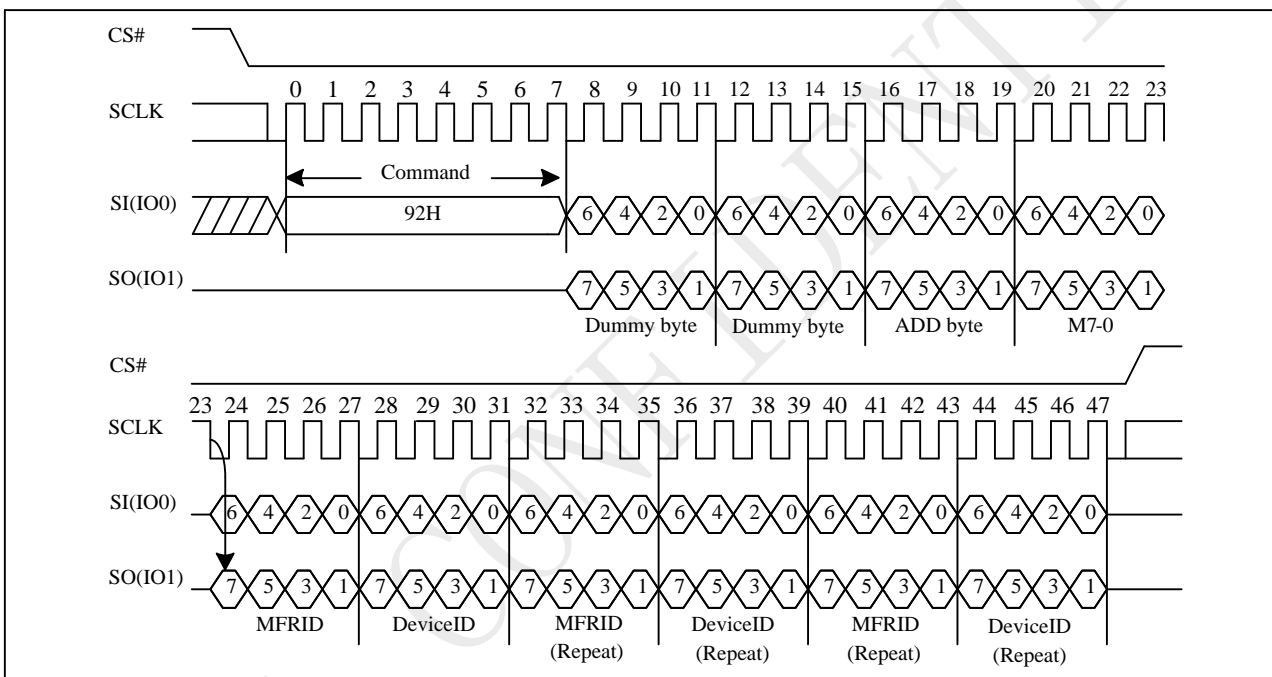 CS#
0 1 2 3 4 5 6 7 8 9 10 11 12 13 14 15 16 17 18 19 20 21 22 23
SCLK
Command
SI(IO0)
92H
6 4 2 0 6 4 2 0 6 4 2 0 6 4 2 0
SO(IO1)
7 5 3 1 7 5 3 1 7 5 3 1 7 5 3 1
Dummy byte Dummy byte ADD byte M7-0
CS#
23 24 25 26 27 28 29 30 31 32 33 34 35 36 37 38 39 40 41 42 43 44 45 46 47
SCLK
SI(IO0)
6 4 2 0 6 4 2 0 6 4 2 0 6 4 2 0 6 4 2 0 6 4 2 0
SO(IO1)
7 5 3 1 7 5 3 1 7 5 3 1 7 5 3 1 7 5 3 1 7 5 3 1
MFRID DeviceID MFRID DeviceID MFRID DeviceID
(Repeat) (Repeat) (Repeat) (Repeat)
CONFIDENT